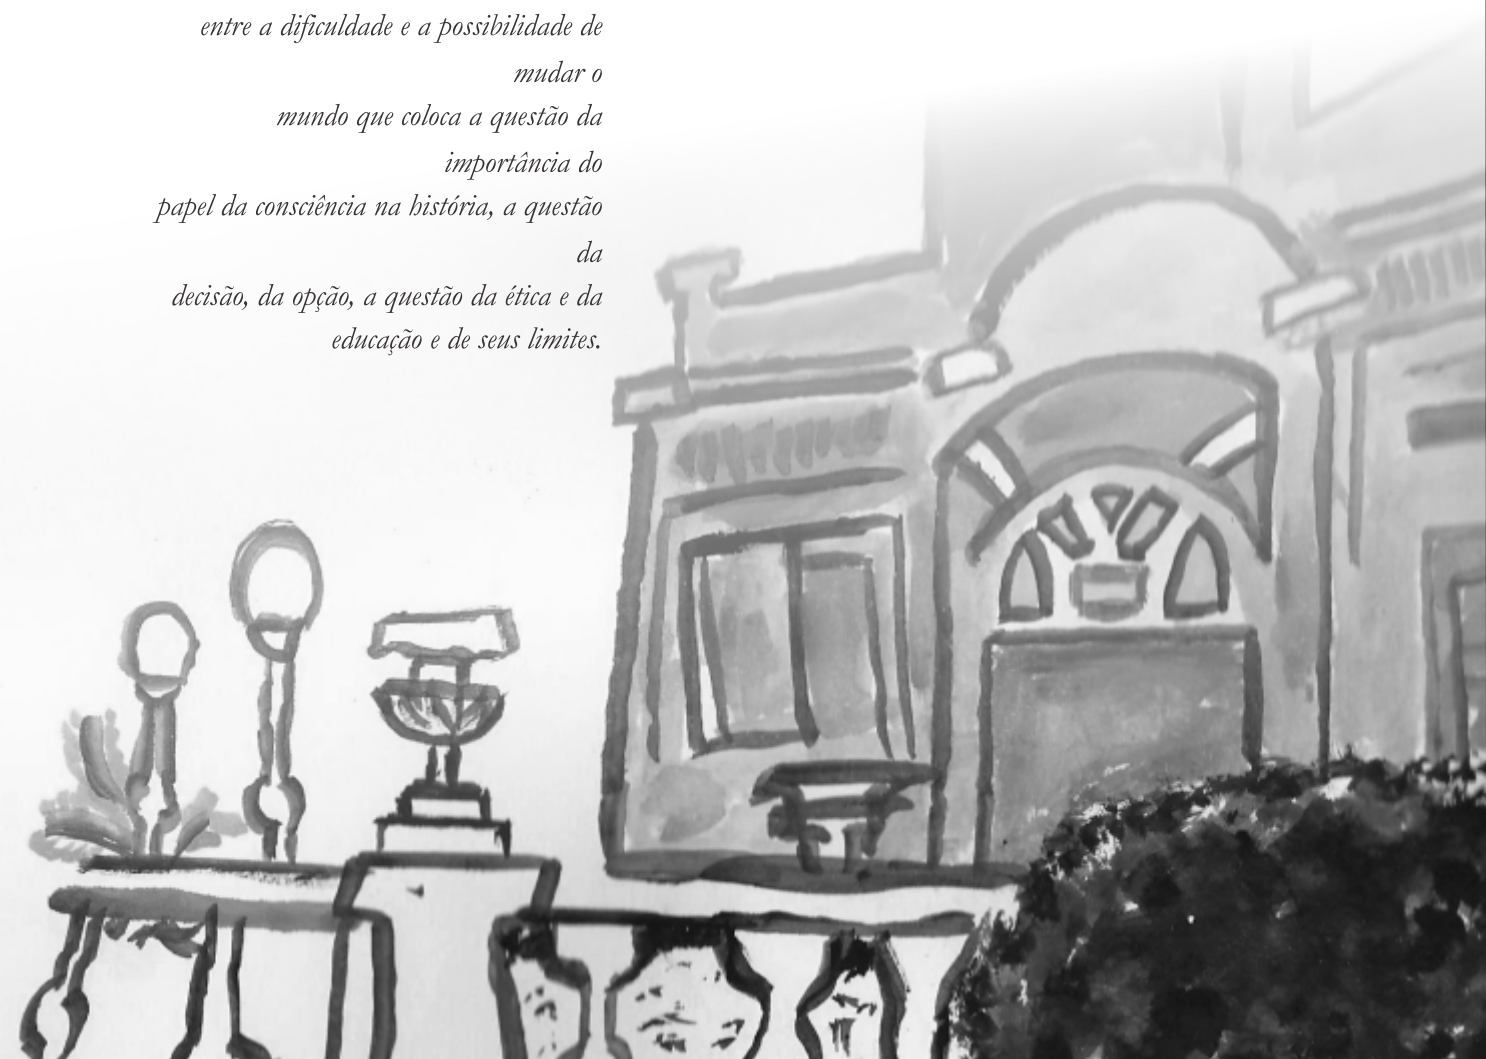 entre a dificuldade e a possibilidade de
mudar o
mundo que coloca a questão da
importância do
papel da consciência na história, a questão
da
decisão, da opção, a questão da ética e da
educação e de seus limites.